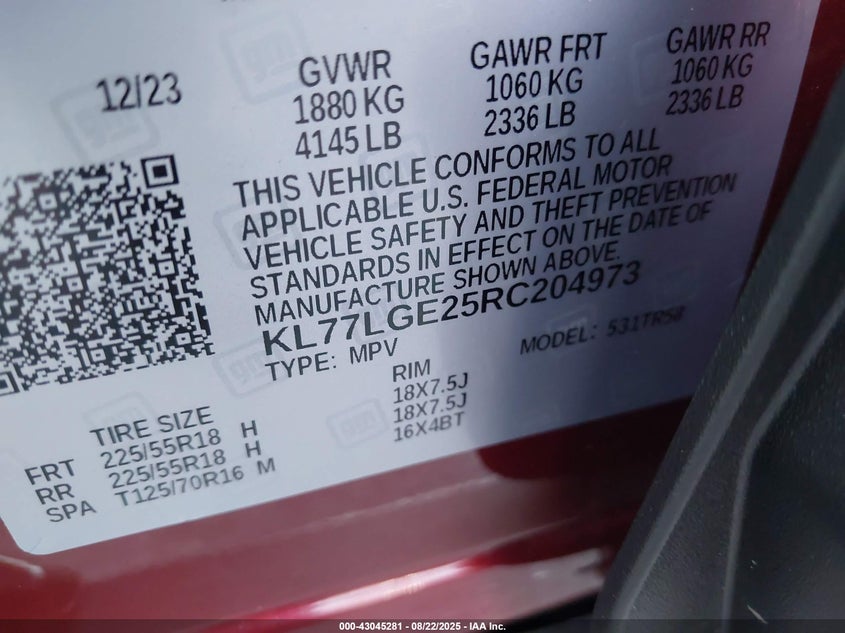 12/23
GVWR
1880 KG
4145 LB
GAWR FRT
1060 KG
2336 LB
GAWR RR
1060 KG
2336 LB
THIS VEHICLE CONFORMS TO ALL
APPLICABLE U.S. FEDERAL MOTOR
VEHICLE SAFETY AND THEFT PREVENTION
STANDARDS IN EFFECT ON THE DATE OF
MANUFACTURE SHOWN ABOVE.
KL77LGE25RC204973
TYPE: MPV
MODEL: 531TR58
TIRE SIZE
RIM
FRT 225/55R18 H 18X7.5J
RR 225/55R18 H 18X7.5J
SPA T125/70R16 M 16X4BT
gm
000-43045281 - 08/22/2025 - IAA Inc.